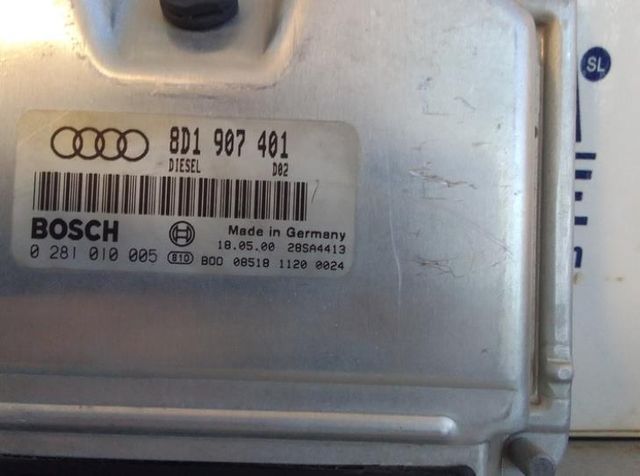 8D1 907 401
DIESEL D02
BOSCH
Made in Germany
18.05.00 28SA4413
0 281 010 005 810 B00 08518 1120 0024
SL